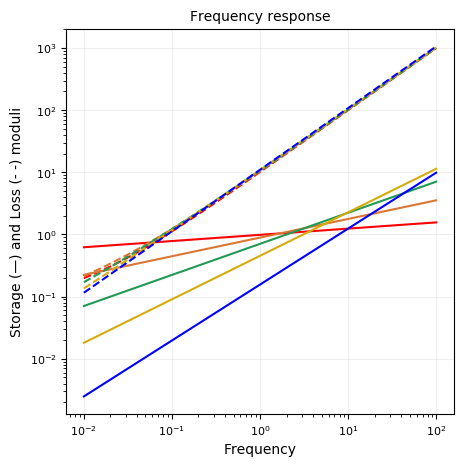 Frequency response
Storage (—) and Loss (- -) moduli
10³
10²
10¹
10⁰
10⁻¹
10⁻²
10⁻² 10⁻¹ 10⁰ 10¹ 10²
Frequency